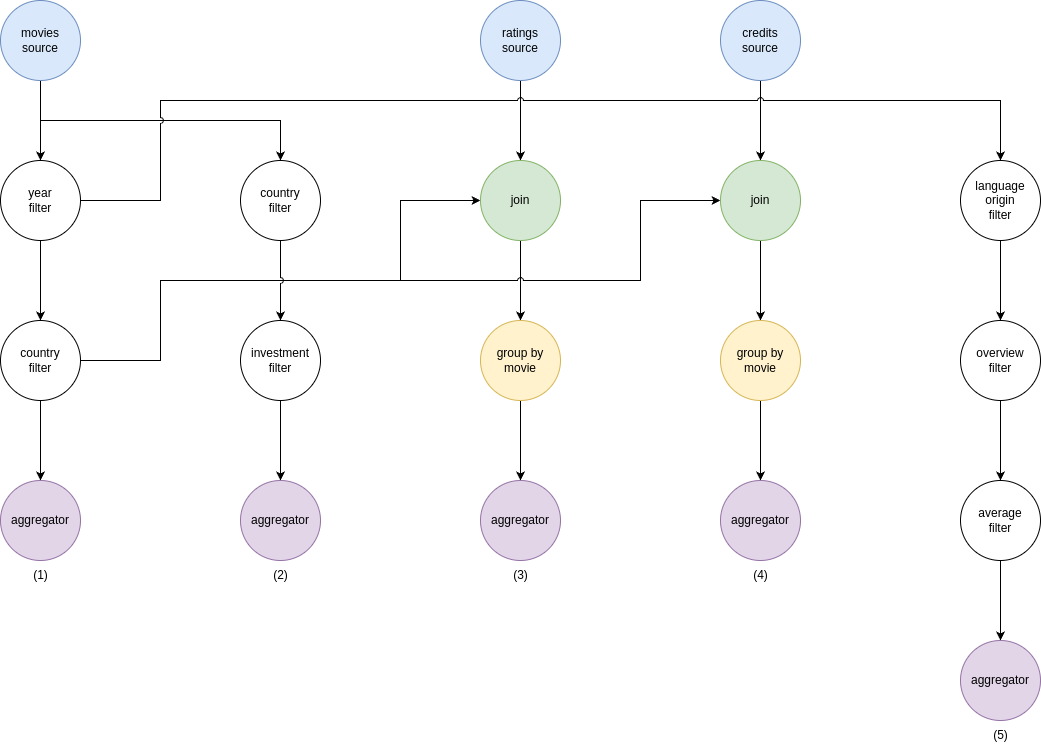 movies
source
ratings
source
credits
source
year
filter
country
filter
join
join
language
origin
filter
country
filter
investment
filter
group by
movie
group by
movie
overview
filter
aggregator
aggregator
aggregator
aggregator
average
filter
(1)
(2)
(3)
(4)
aggregator
(5)